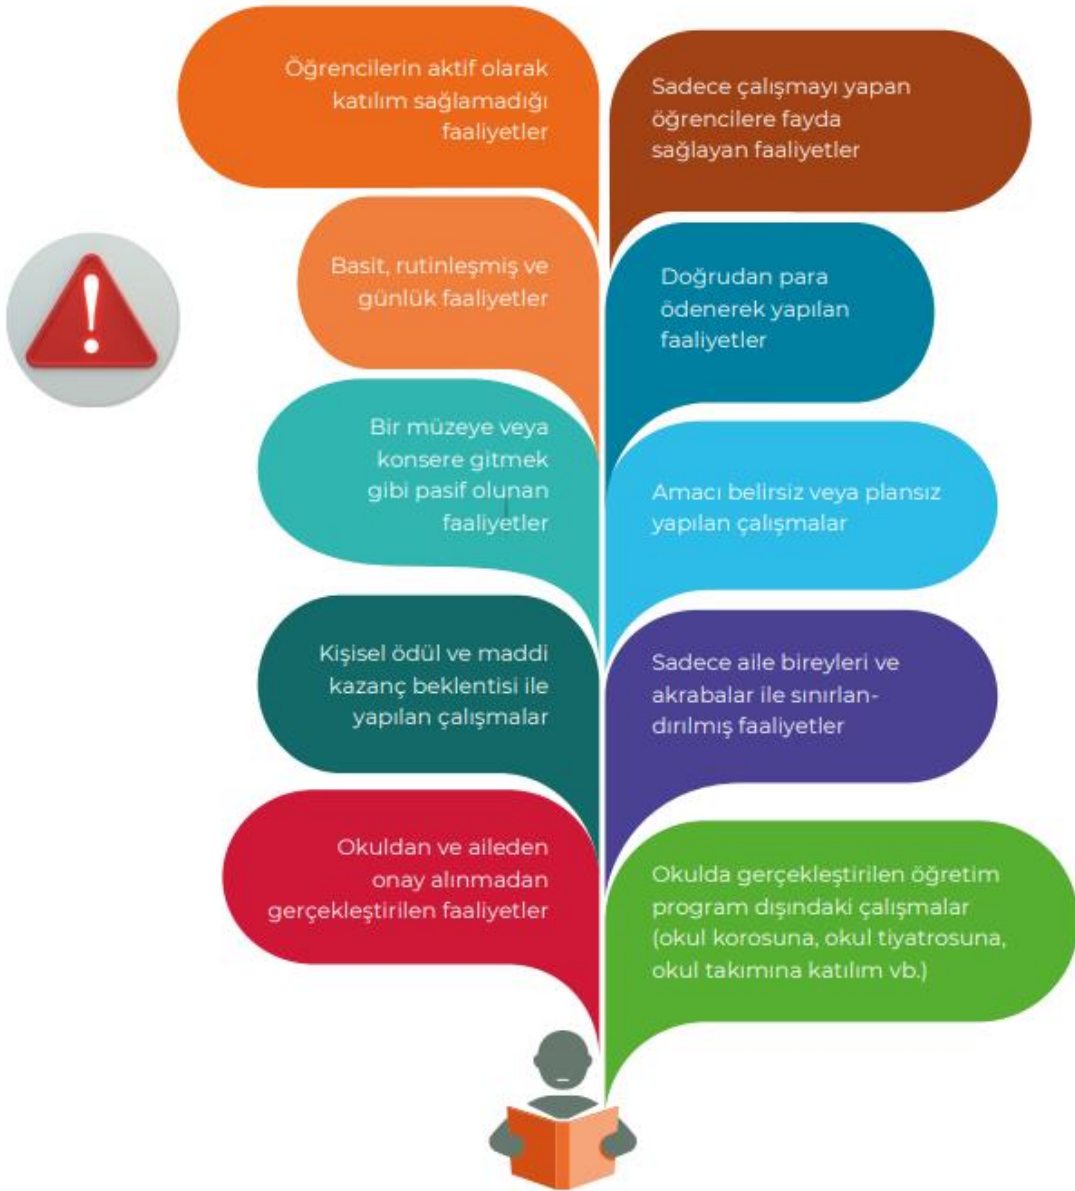 Öğrencilerin aktif olarak
katılım sağlamadığı
faaliyetler
Sadece çalışmayı yapan
öğrencilere fayda
sağlayan faaliyetler
Basit, rutinleşmiş ve
günlük faaliyetler
Doğrudan para
ödenerek yapılan
faaliyetler
Bir müzeye veya
konsere gitmek
gibi pasif olunan
faaliyetler
Amacı belirsiz veya plansız
yapılan çalışmalar
Kişisel ödül ve maddi
kazanç beklentisi ile
yapılan çalışmalar
Sadece aile bireyleri ve
akrabalar ile sınırlan-
dırılmış faaliyetler
Okuldan ve aileden
onay alınmadan
gerçekleştirilen faaliyetler
Okulda gerçekleştirilen öğretim
program dışındaki çalışmalar
(okul korosuna, okul tiyatrosuna,
okul takımına katılım vb.)